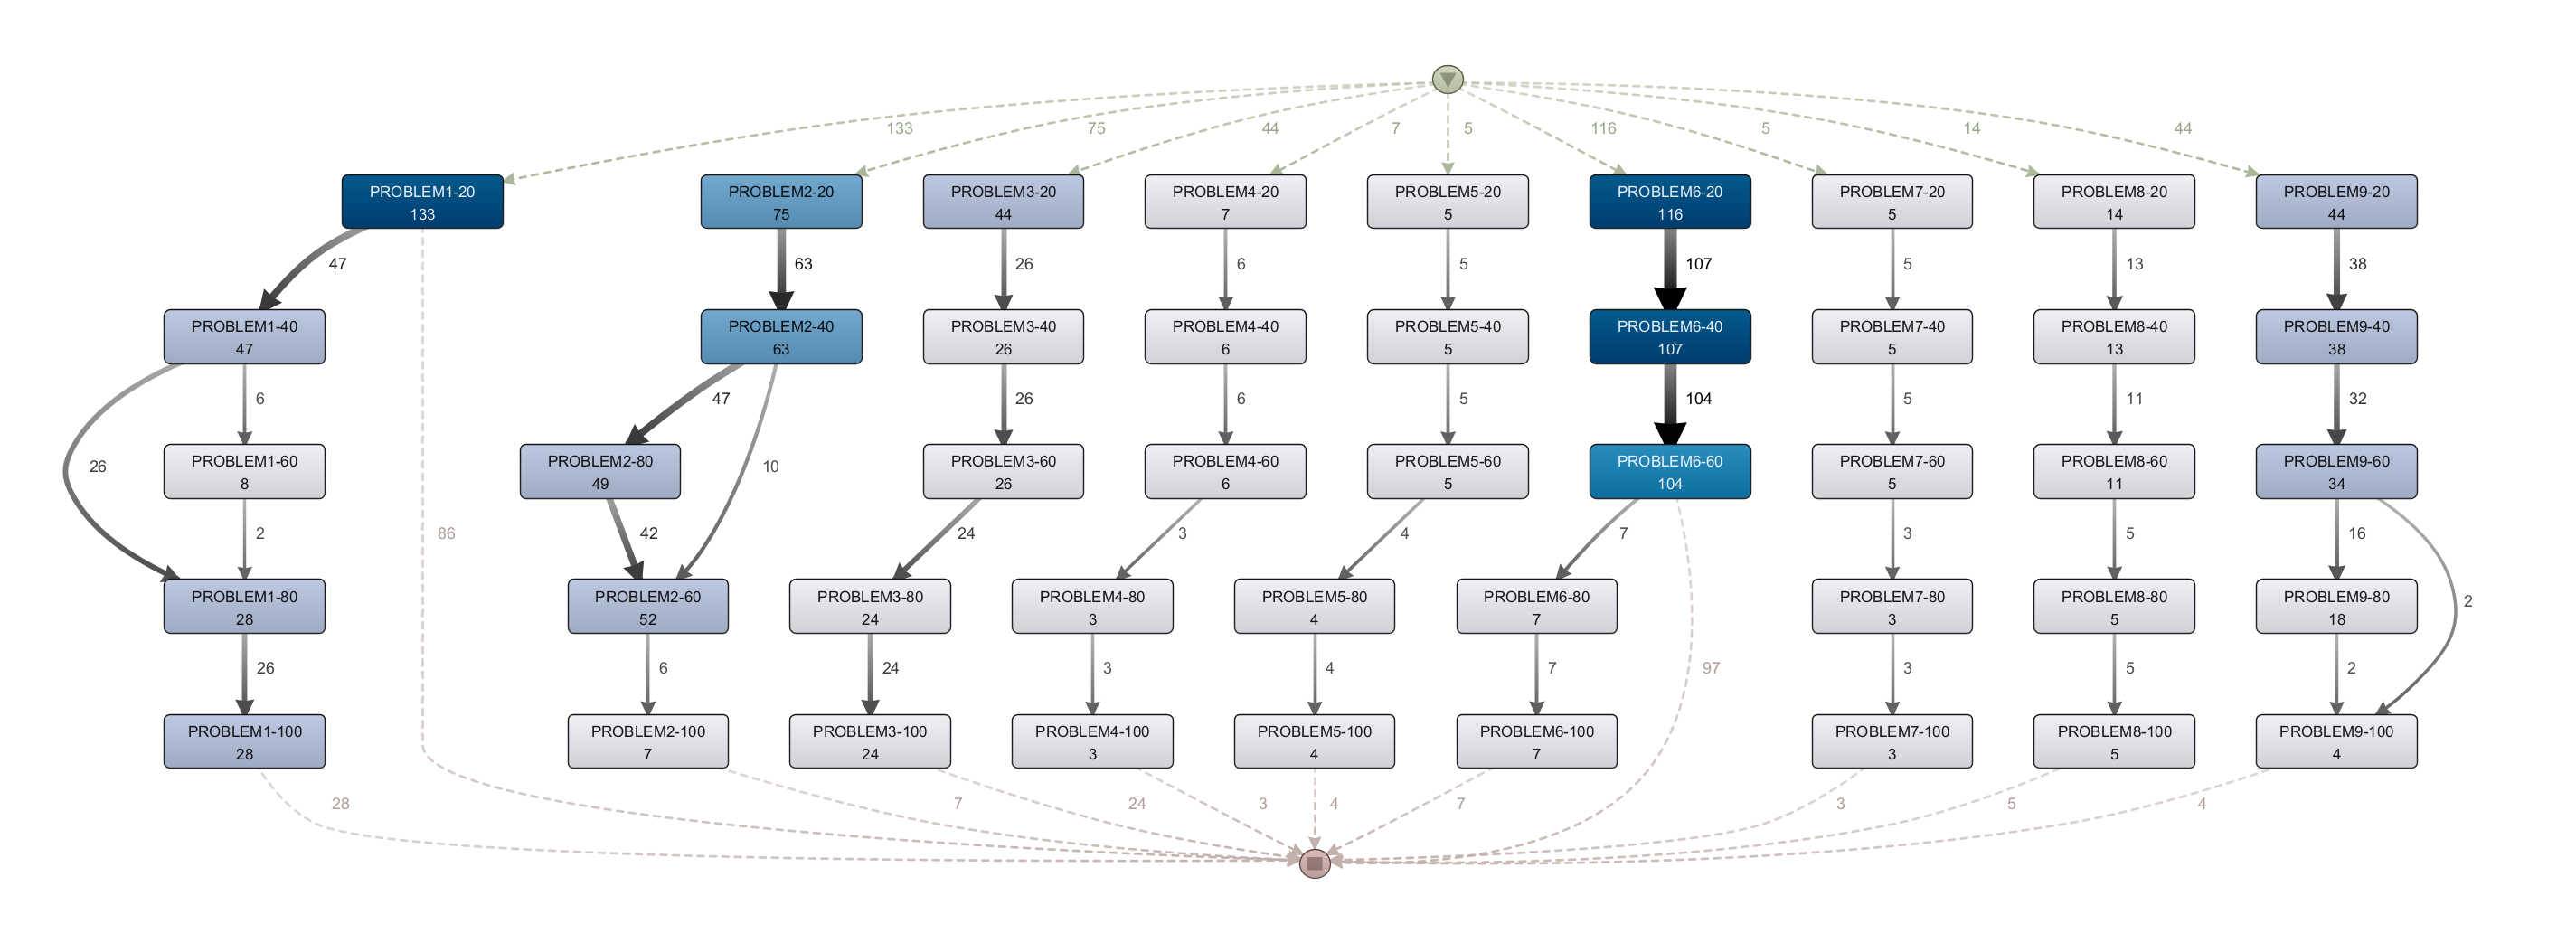 133
75
44
7
5
116
5
14
44
PROBLEM1-20
133
PROBLEM2-20
75
PROBLEM3-20
44
PROBLEM4-20
7
PROBLEM5-20
5
PROBLEM6-20
116
PROBLEM7-20
5
PROBLEM8-20
14
PROBLEM9-20
44
47
63
26
6
5
107
5
13
38
PROBLEM1-40
47
PROBLEM2-40
63
PROBLEM3-40
26
PROBLEM4-40
6
PROBLEM5-40
5
PROBLEM6-40
107
PROBLEM7-40
5
PROBLEM8-40
13
PROBLEM9-40
38
6
47
26
6
5
104
5
11
32
26
10
PROBLEM1-60
8
PROBLEM2-80
49
PROBLEM3-60
26
PROBLEM4-60
6
PROBLEM5-60
5
PROBLEM6-60
104
PROBLEM7-60
5
PROBLEM8-60
11
PROBLEM9-60
34
2
86
42
24
3
4
7
3
5
16
2
PROBLEM1-80
28
PROBLEM2-60
52
PROBLEM3-80
24
PROBLEM4-80
3
PROBLEM5-80
4
PROBLEM6-80
7
PROBLEM7-80
3
PROBLEM8-80
5
PROBLEM9-80
18
26
6
24
3
4
7
97
3
5
2
PROBLEM1-100
28
PROBLEM2-100
7
PROBLEM3-100
24
PROBLEM4-100
3
PROBLEM5-100
4
PROBLEM6-100
7
PROBLEM7-100
3
PROBLEM8-100
5
PROBLEM9-100
4
28
7
24
3
4
7
3
5
4